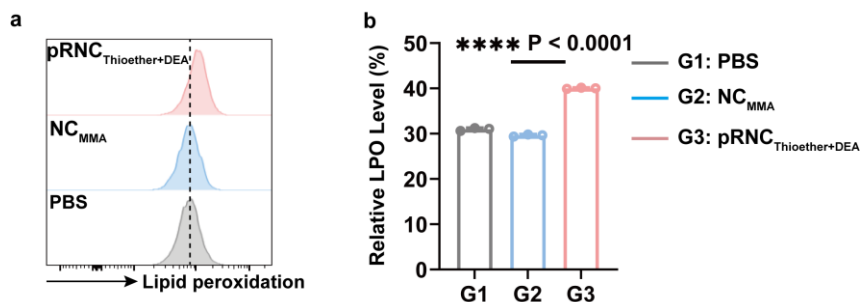 a
pRNCThioether+DEA
NCMMA
PBS
Lipid peroxidation
b
**** P < 0.0001
Relative LPO Level (%)
50
40
30
20
10
0
G1 G2 G3
G1: PBS
G2: NCMMA
G3: pRNCThioether+DEA